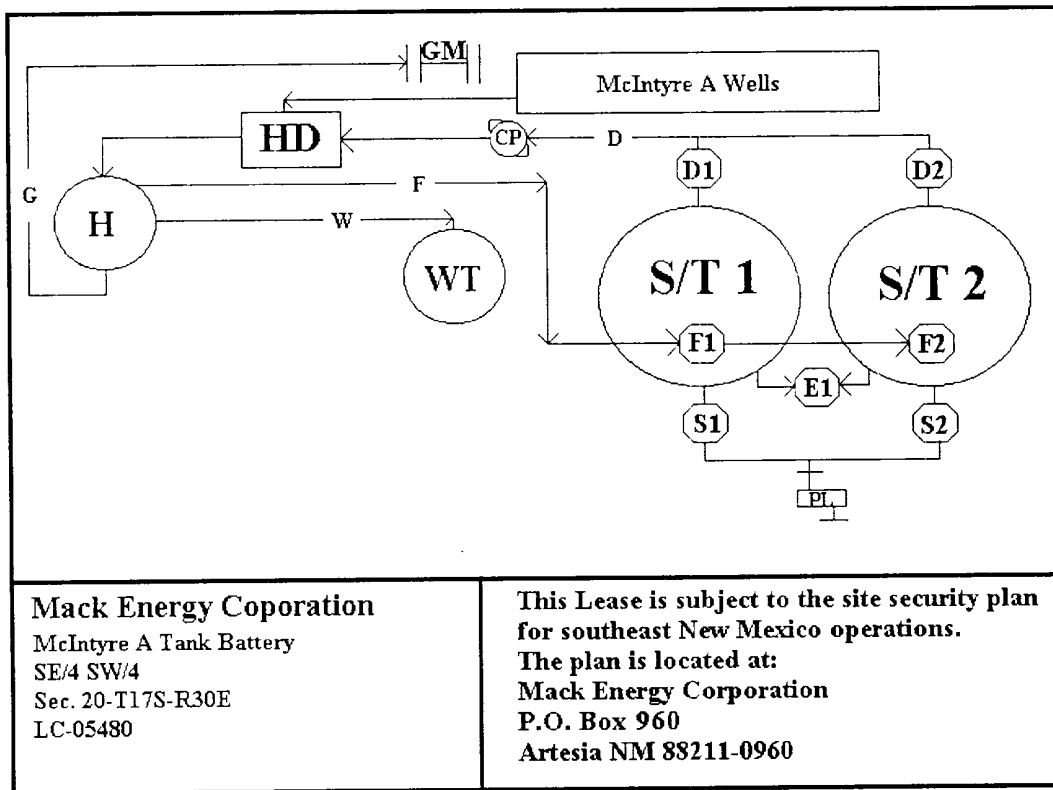 GM
McIntyre A Wells
HD
CP
D
D1
D2
G
F
H
W
WT
S/T 1
S/T 2
F1
F2
E1
S1
S2
PL
Mack Energy Coporation
McIntyre A Tank Battery
SE/4 SW/4
Sec. 20-T17S-R30E
LC-05480
This Lease is subject to the site security plan
for southeast New Mexico operations.
The plan is located at:
Mack Energy Corporation
P.O. Box 960
Artesia NM 88211-0960